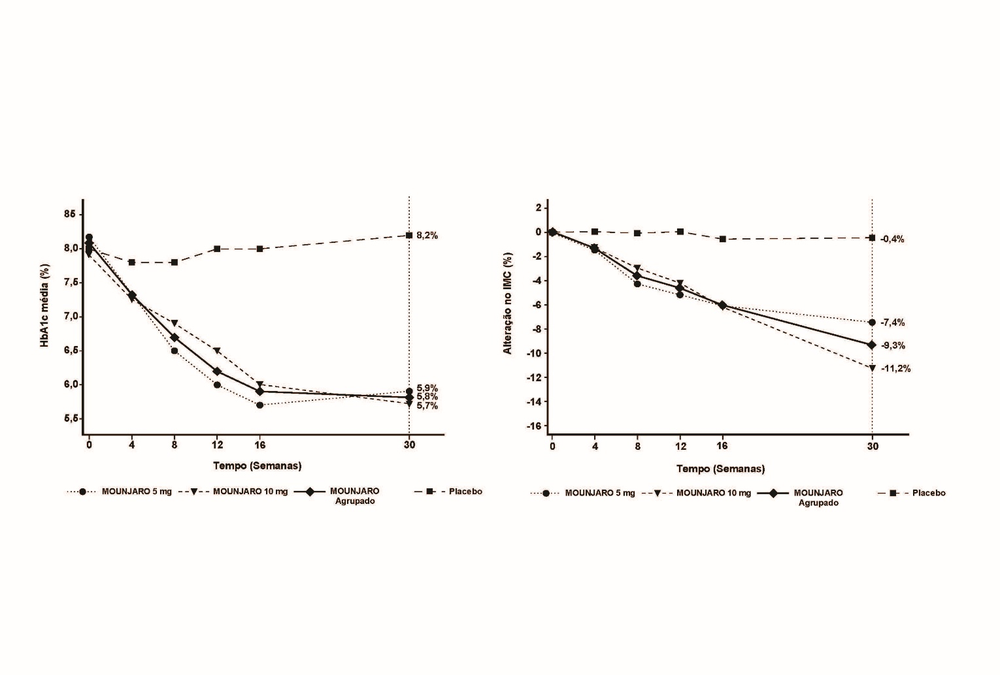 HbA1c média (%)
85
8,0
7,5
7,0
6,5
6,0
5,5
8,2%
5,9%
5,8%
5,7%
0 4 8 12 16 30
Tempo (Semanas)
MOUNJARO 5 mg MOUNJARO 10 mg MOUNJARO Placebo
Agrupado
Alteração no IMC (%)
2
0
-2
-4
-6
-8
-10
-12
-14
-16
-0,4%
-7,4%
-9,3%
-11,2%
0 4 8 12 16 30
Tempo (Semanas)
MOUNJARO 5 mg MOUNJARO 10 mg MOUNJARO Placebo
Agrupado